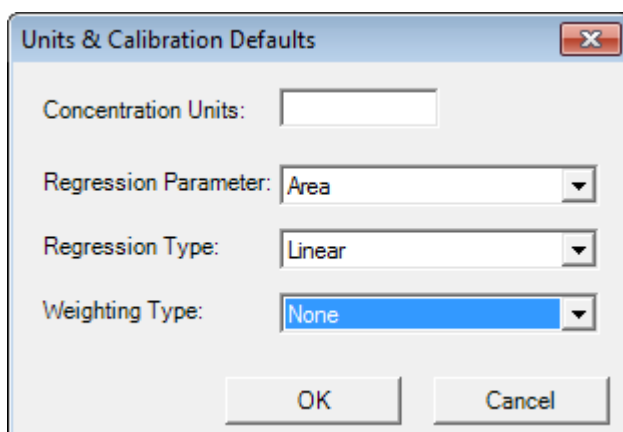 Units & Calibration Defaults
Concentration Units:
Regression Parameter: Area
Regression Type: Linear
Weighting Type: None
OK Cancel